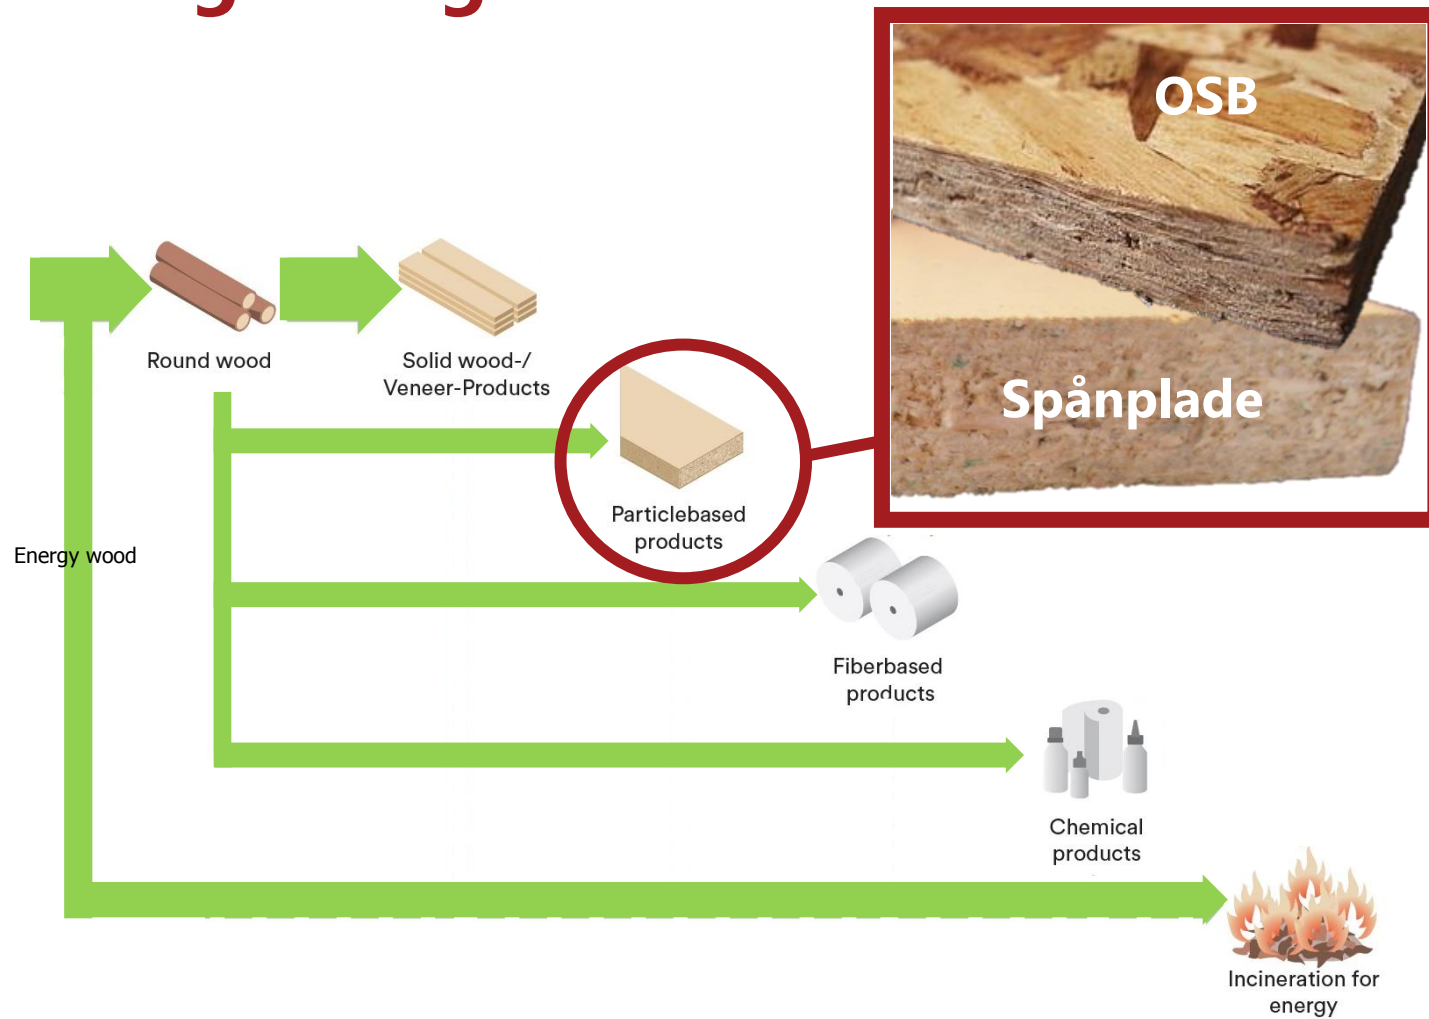 OSB
Spånplade
Round wood
Solid wood-/
Veneer-Products
Particlebased
products
Energy wood
Fiberbased
products
Chemical
products
Incineration for
energy